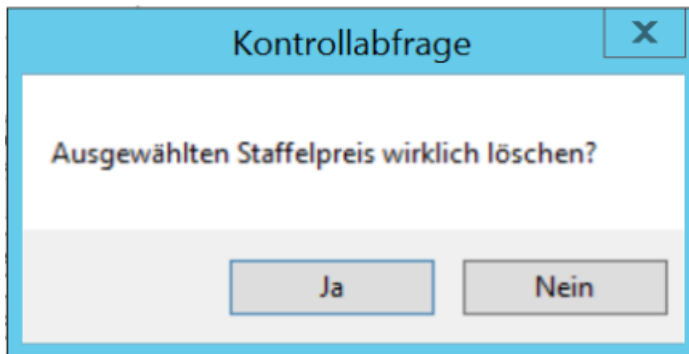 Kontrollabfrage
X
Ausgewählten Staffelpreis wirklich löschen?
Ja
Nein